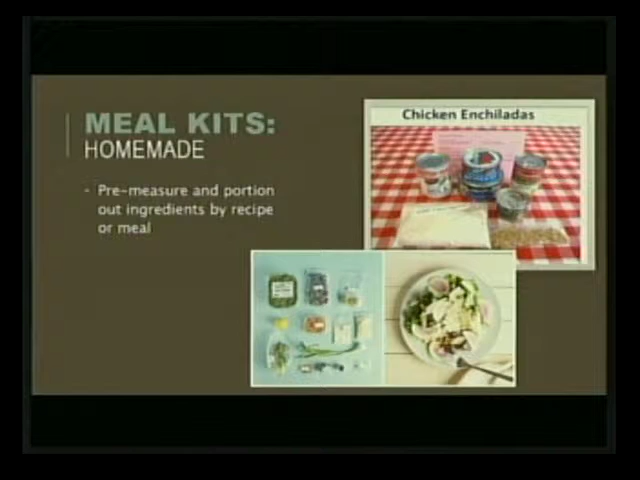 MEAL KITS:
HOMEMADE
- Pre-measure and portion
out ingredients by recipe
or meal
Chicken Enchiladas